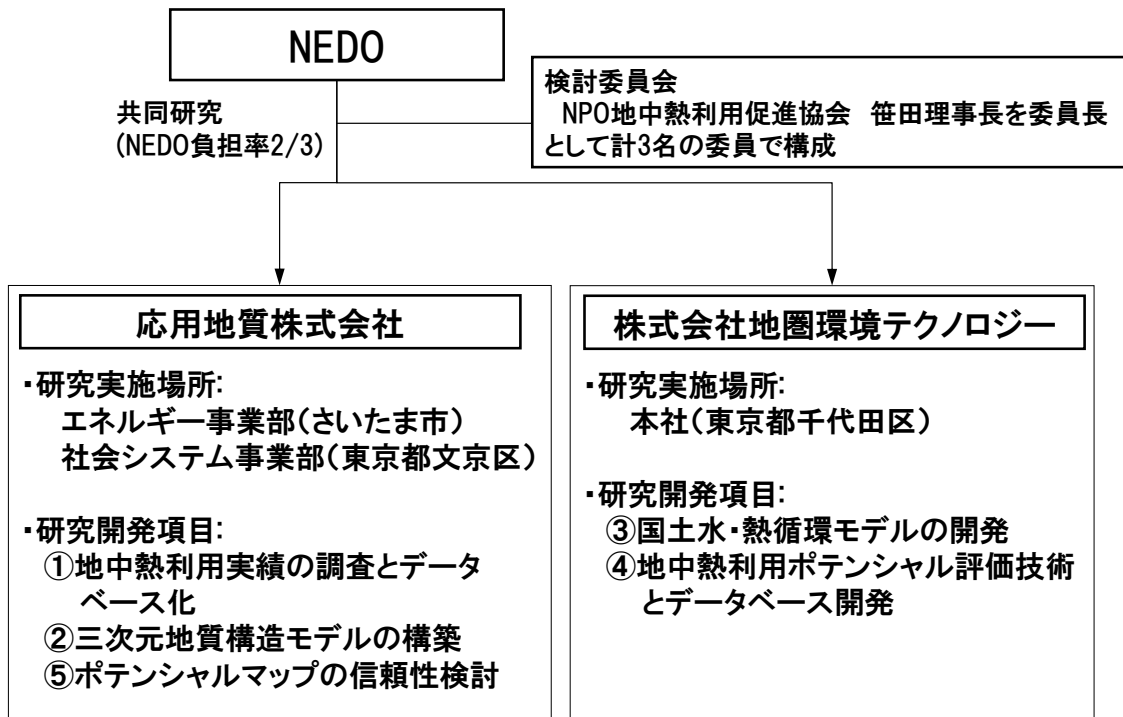 NEDO
共同研究
(NEDO負担率2/3)
検討委員会
NPO地中熱利用促進協会　笹田理事長を委員長
として計3名の委員で構成
応用地質株式会社
・研究実施場所:
エネルギー事業部(さいたま市)
社会システム事業部(東京都文京区)
・研究開発項目:
①地中熱利用実績の調査とデータ
ベース化
②三次元地質構造モデルの構築
⑤ポテンシャルマップの信頼性検討
株式会社地圏環境テクノロジー
・研究実施場所:
本社(東京都千代田区)
・研究開発項目:
③国土水・熱循環モデルの開発
④地中熱利用ポテンシャル評価技術
とデータベース開発